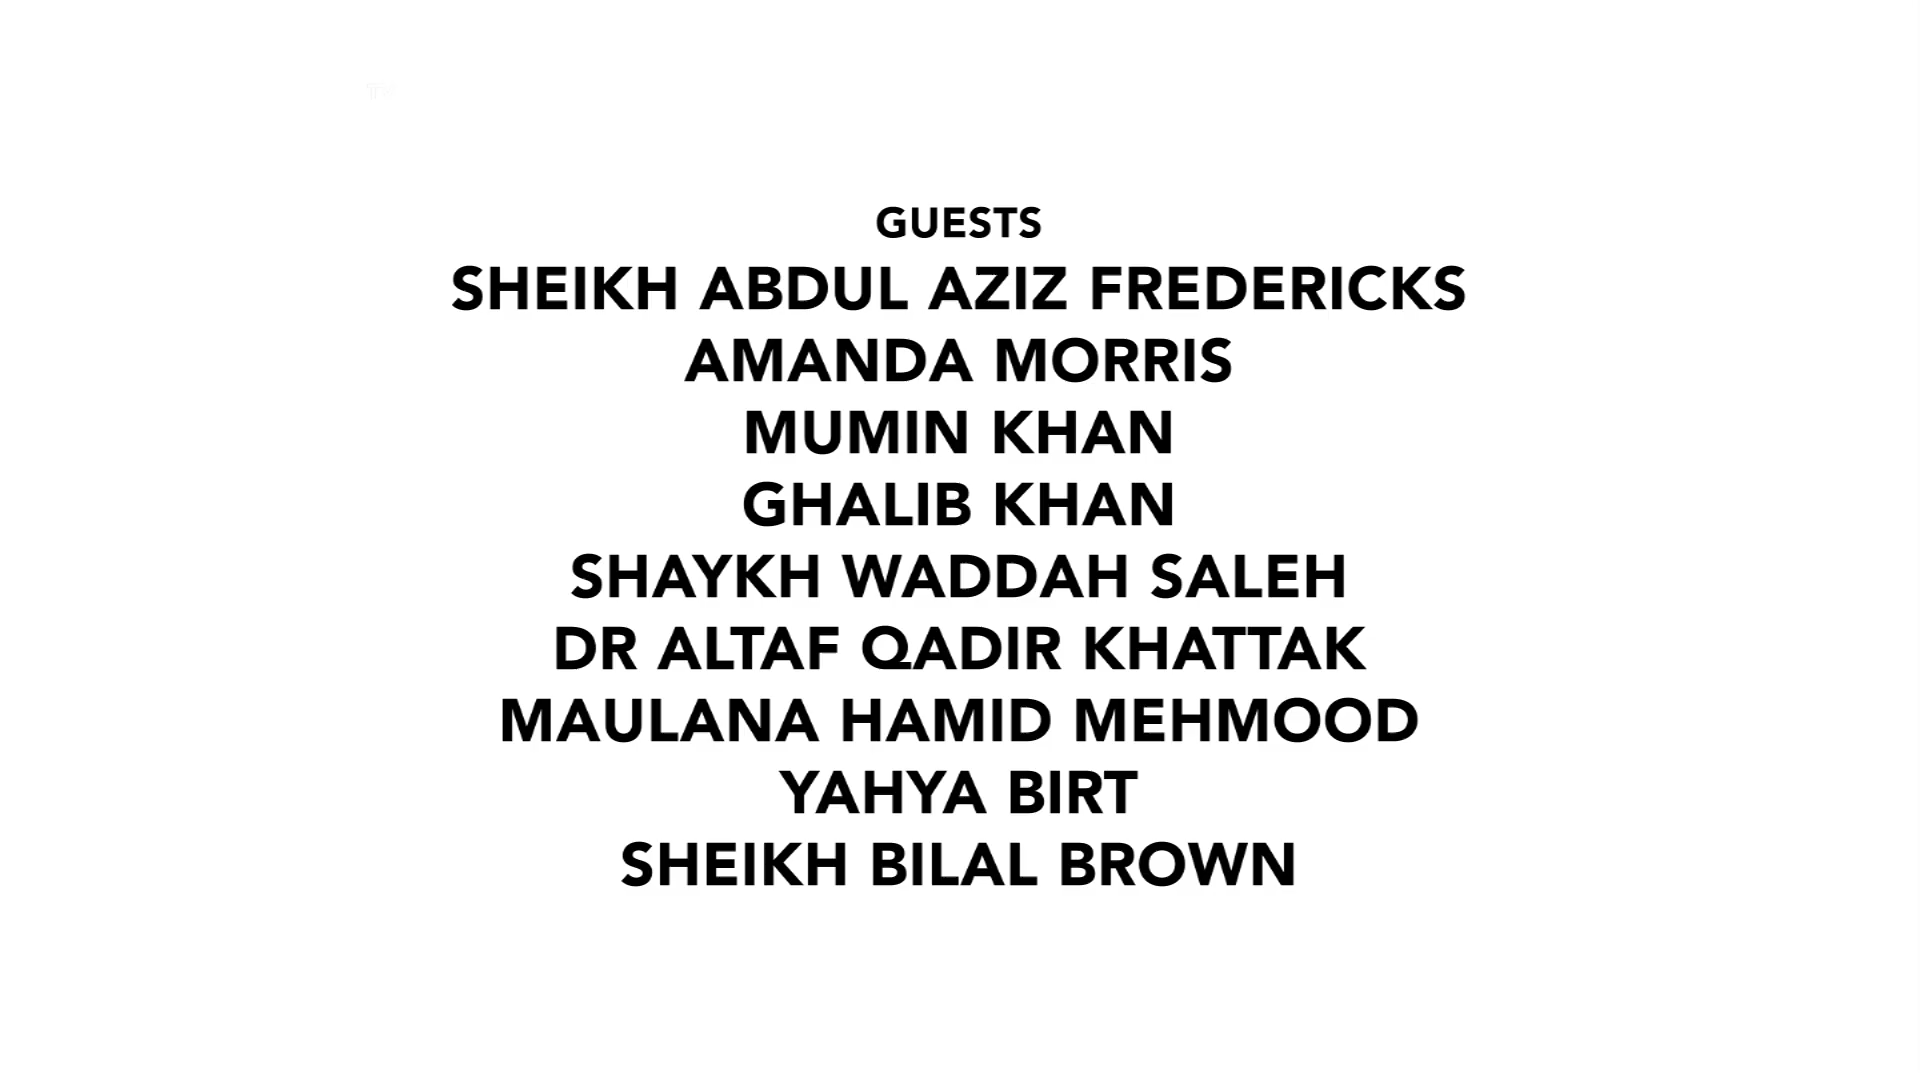 GUESTS
SHEIKH ABDUL AZIZ FREDERICKS
AMANDA MORRIS
MUMIN KHAN
GHALIB KHAN
SHAYKH WADDAH SALEH
DR ALTAF QADIR KHATTAK
MAULANA HAMID MEHMOOD
YAHYA BIRT
SHEIKH BILAL BROWN